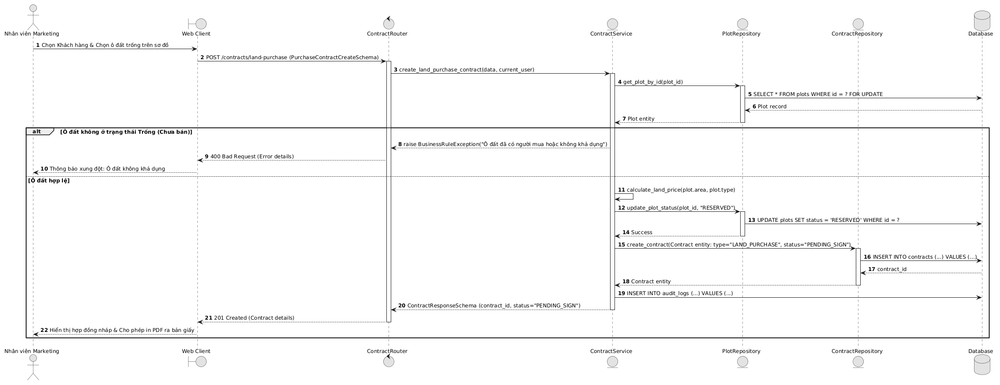 Nhân viên Marketing
Web Client
ContractRouter
ContractService
PlotRepository
ContractRepository
Database
1 Chọn Khách hàng & Chọn ô đất trống trên sơ đồ
2 POST /contracts/land-purchase (PurchaseContractCreateSchema)
3 create_land_purchase_contract(data, current_user)
4 get_plot_by_id(plot_id)
5 SELECT * FROM plots WHERE id = ? FOR UPDATE
6 Plot record
7 Plot entity
alt [Ô đất không ở trạng thái Trống (Chưa bán)]
8 raise BusinessRuleException("Ô đất đã có người mua hoặc không khả dụng")
9 400 Bad Request (Error details)
10 Thông báo xung đột: Ô đất không khả dụng
[Ô đất hợp lệ]
11 calculate_land_price(plot.area, plot.type)
12 update_plot_status(plot_id, "RESERVED")
13 UPDATE plots SET status = 'RESERVED' WHERE id = ?
14 Success
15 create_contract(Contract entity: type="LAND_PURCHASE", status="PENDING_SIGN")
16 INSERT INTO contracts (...) VALUES (...)
17 contract_id
18 Contract entity
19 INSERT INTO audit_logs (...) VALUES (...)
20 ContractResponseSchema (contract_id, status="PENDING_SIGN")
21 201 Created (Contract details)
22 Hiển thị hợp đồng nháp & Cho phép in PDF ra bản giấy
Nhân viên Marketing
Web Client
ContractRouter
ContractService
PlotRepository
ContractRepository
Database